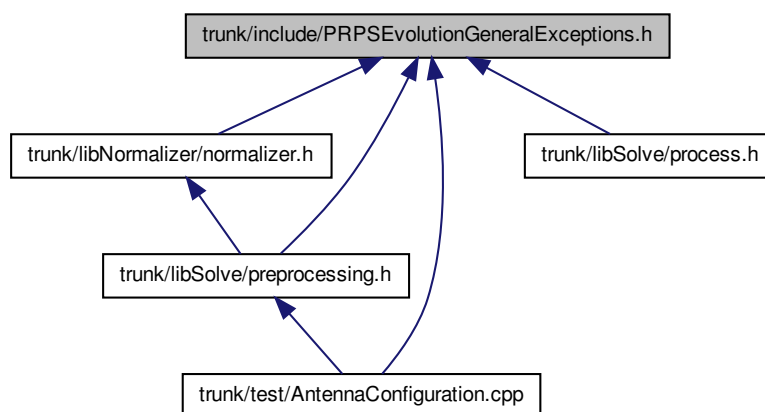 trunk/include/PRPSEvolutionGeneralExceptions.h
trunk/libNormalizer/normalizer.h
trunk/libSolve/process.h
trunk/libSolve/preprocessing.h
trunk/test/AntennaConfiguration.cpp